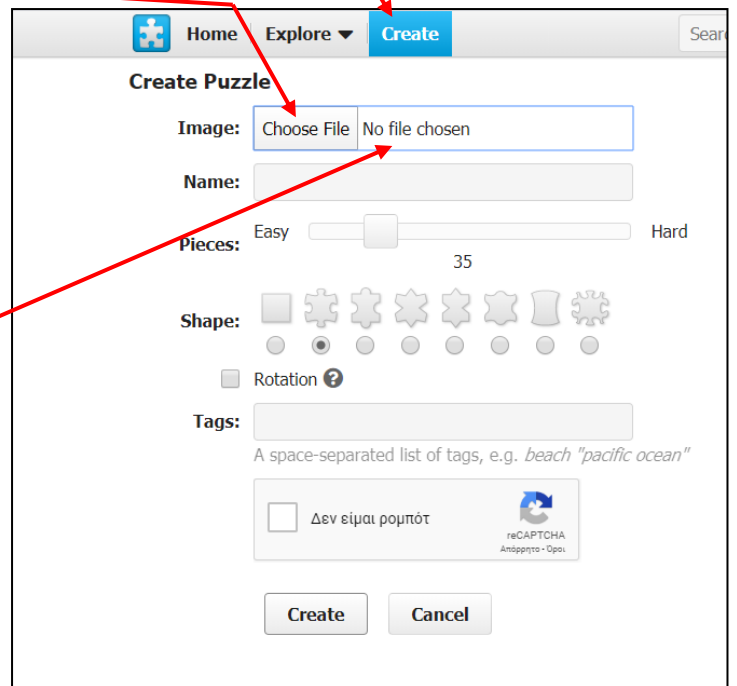 Home Explore Create Sear
Create Puzzle
Image: Choose File No file chosen
Name:
Pieces: Easy Hard
35
Shape:
Rotation ?
Tags:
A space-separated list of tags, e.g. beach "pacific ocean"
Δεν είμαι ρομπότ
reCAPTCHA
Απόρρητο - Όροι
Create Cancel